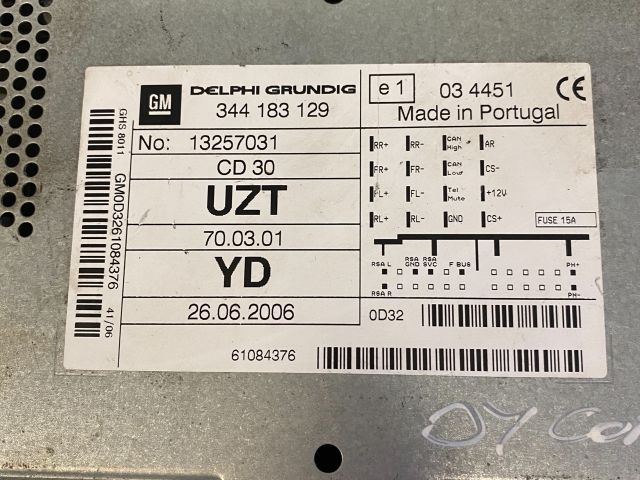 GM
DELPHI GRUNDIG
344 183 129
e 1
03 4451
CE
Made in Portugal
No: 13257031
CD 30
UZT
70.03.01
YD
26.06.2006
61084376
RR+ RR- CAN High AR
FR+ FR- CAN Low CS-
FL+ FL- Tel Mute +12V
RL+ RL- GND CS+
FUSE 15A
RSA L RSA GND RSA SVC F BUS PH+
RSA R PH-
0D32
GHS 8011
GM0D3261084376
41/06